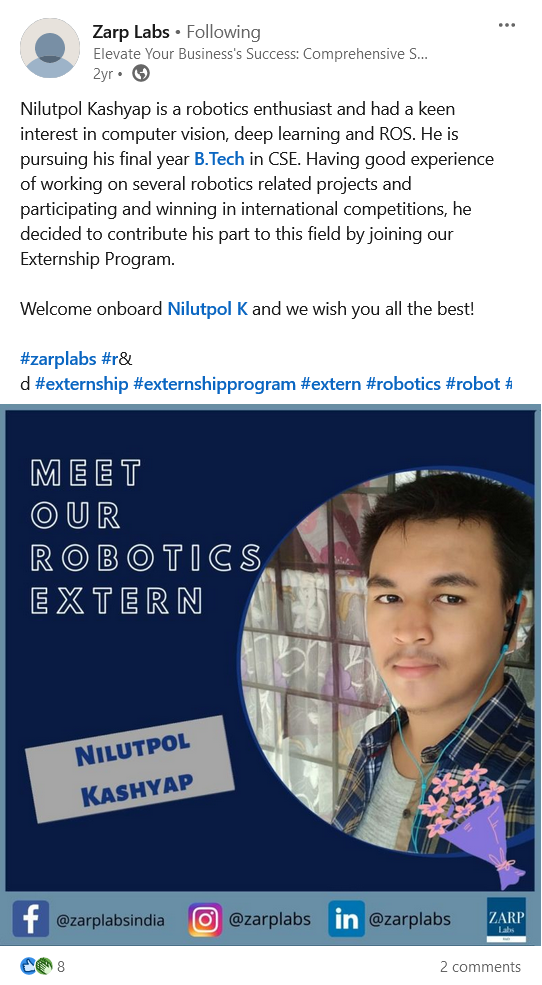 Zarp Labs • Following
Elevate Your Business's Success: Comprehensive S...
2yr •
Nilutpol Kashyap is a robotics enthusiast and had a keen
interest in computer vision, deep learning and ROS. He is
pursuing his final year B.Tech in CSE. Having good experience
of working on several robotics related projects and
participating and winning in international competitions, he
decided to contribute his part to this field by joining our
Externship Program.
Welcome onboard Nilutpol K and we wish you all the best!
#zarplabs #r&
d #externship #externshipprogram #extern #robotics #robot #
MEET
OUR
ROBOTICS
EXTERN
NILUTPOL
KASHYAP
@zarplabsindia
@zarplabs
in @zarplabs
ZARP
Labs
8
2 comments